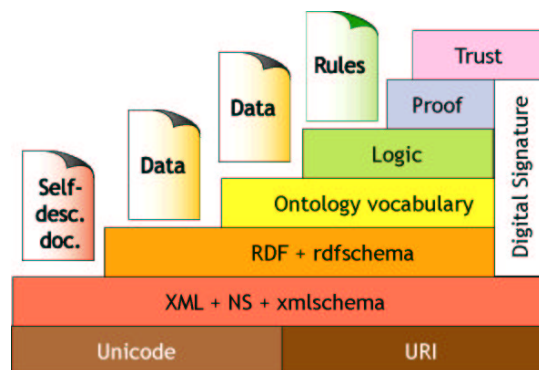 Trust
Rules
Proof
Data
Logic
Data
Self-
desc.
doc.
Ontology vocabulary
Digital Signature
RDF + rdfschema
XML + NS + xmlschema
Unicode
URI